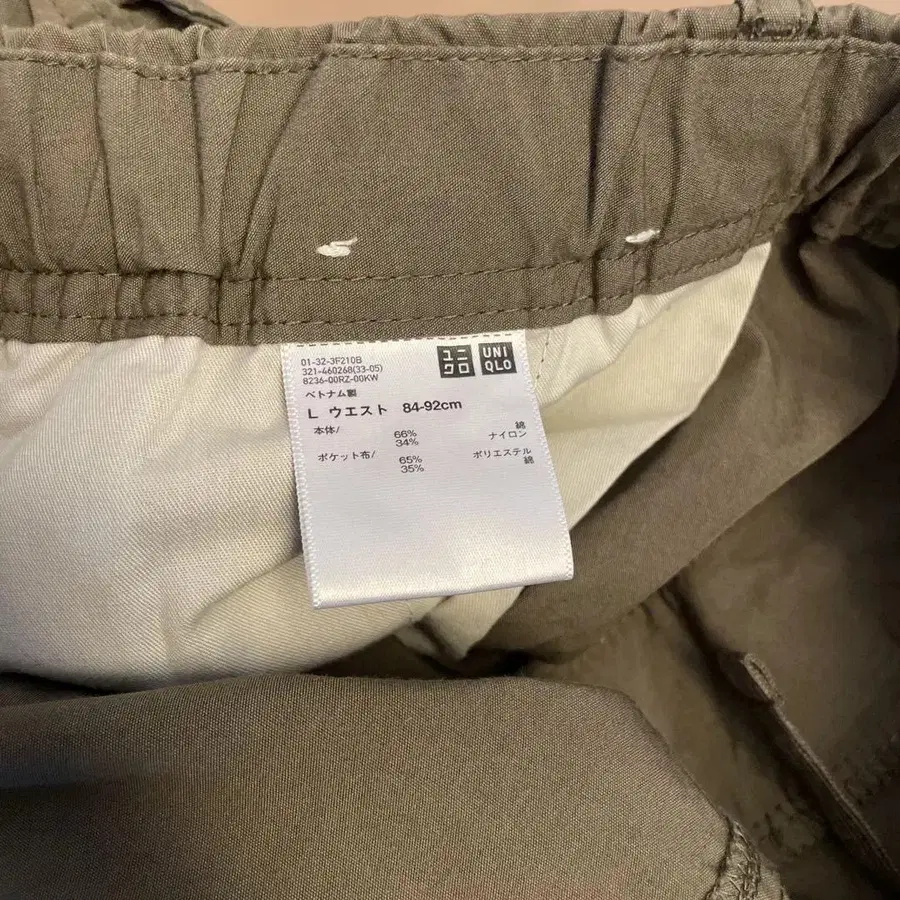 01-32-3F210B
321-460268(33-05)
8236-00RZ-00KW
ユニクロ
UNIQLO
ベトナム製
L ウエスト 84-92cm
本体/ 66% 綿
34% ナイロン
ポケット布/ 65% ポリエステル
35% 綿